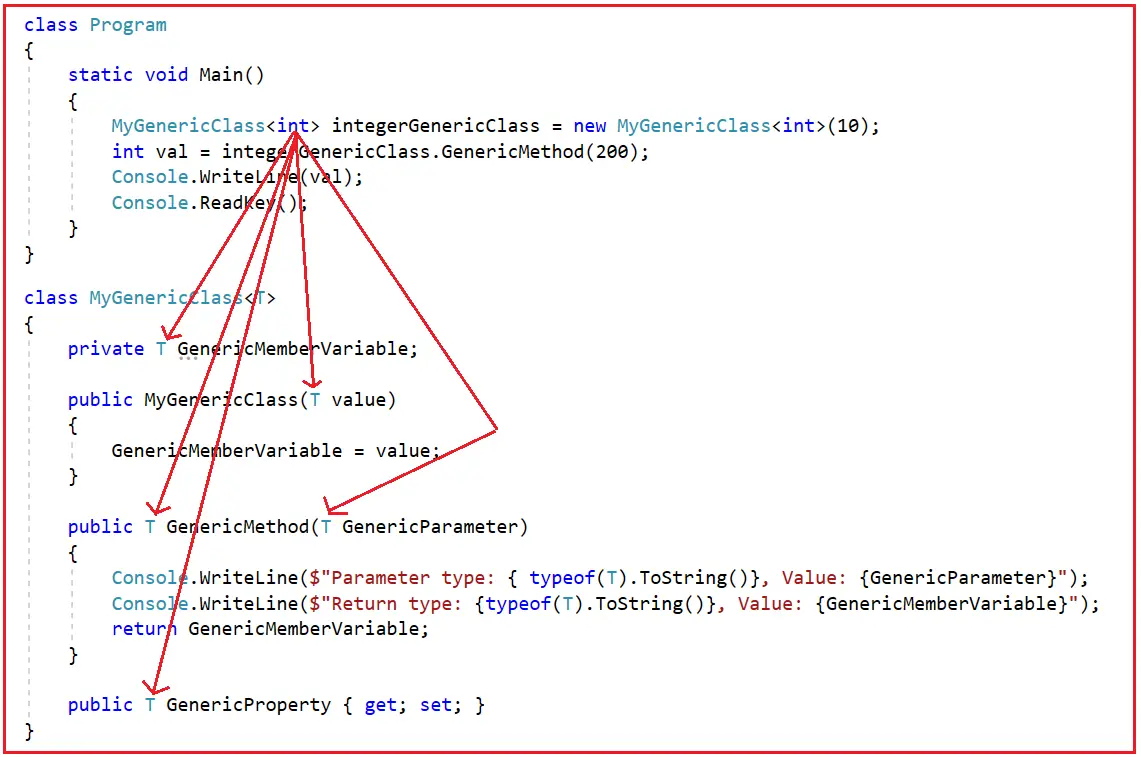 class Program
{
    static void Main()
    {
        MyGenericClass<int> integerGenericClass = new MyGenericClass<int>(10);
        int val = integerGenericClass.GenericMethod(200);
        Console.WriteLine(val);
        Console.ReadKey();
    }
}
class MyGenericClass<T>
{
    private T GenericMemberVariable;
    public MyGenericClass(T value)
    {
        GenericMemberVariable = value;
    }
    public T GenericMethod(T GenericParameter)
    {
        Console.WriteLine($"Parameter type: { typeof(T).ToString()}, Value: {GenericParameter}");
        Console.WriteLine($"Return type: {typeof(T).ToString()}, Value: {GenericMemberVariable}");
        return GenericMemberVariable;
    }
    public T GenericProperty { get; set; }
}